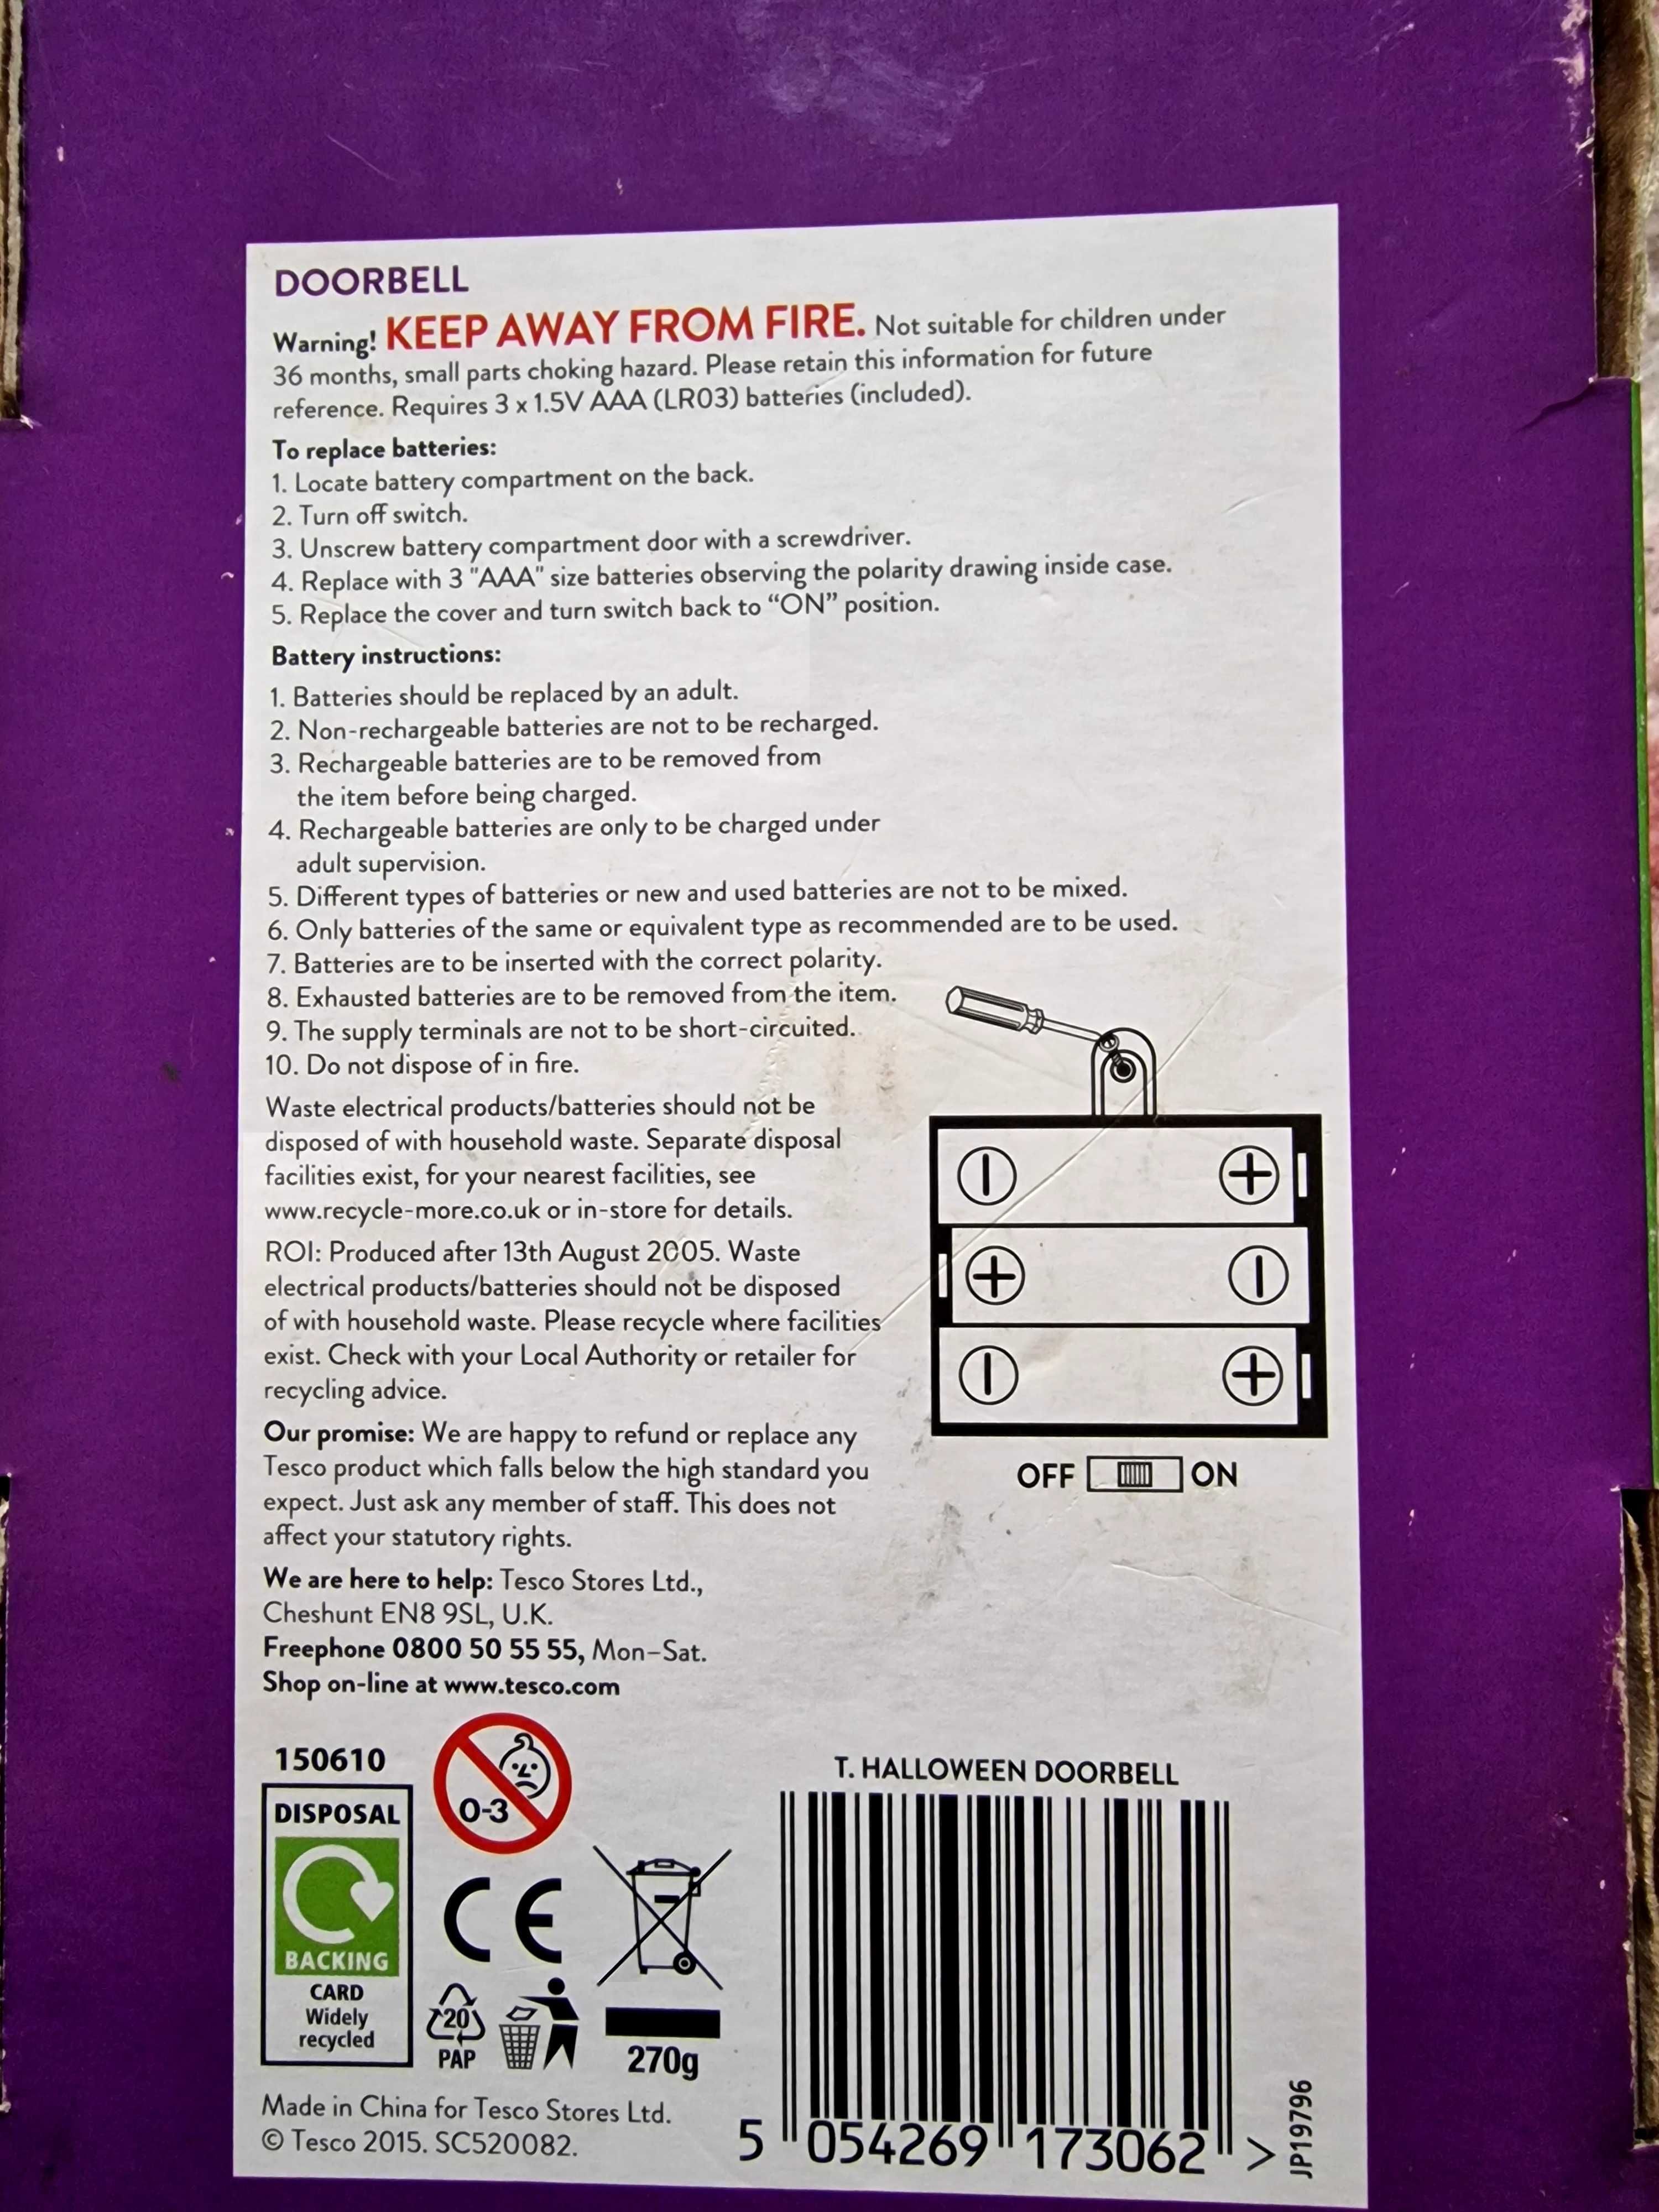 DOORBELL
Warning! KEEP AWAY FROM FIRE. Not suitable for children under
36 months, small parts choking hazard. Please retain this information for future
reference. Requires 3 x 1.5V AAA (LR03) batteries (included).
To replace batteries:
1. Locate battery compartment on the back.
2. Turn off switch.
3. Unscrew battery compartment door with a screwdriver.
4. Replace with 3 "AAA" size batteries observing the polarity drawing inside case.
5. Replace the cover and turn switch back to “ON” position.
Battery instructions:
1. Batteries should be replaced by an adult.
2. Non-rechargeable batteries are not to be recharged.
3. Rechargeable batteries are to be removed from
the item before being charged.
4. Rechargeable batteries are only to be charged under
adult supervision.
5. Different types of batteries or new and used batteries are not to be mixed.
6. Only batteries of the same or equivalent type as recommended are to be used.
7. Batteries are to be inserted with the correct polarity.
8. Exhausted batteries are to be removed from the item.
9. The supply terminals are not to be short-circuited.
10. Do not dispose of in fire.
Waste electrical products/batteries should not be
disposed of with household waste. Separate disposal
facilities exist, for your nearest facilities, see
www.recycle-more.co.uk or in-store for details.
ROI: Produced after 13th August 2005. Waste
electrical products/batteries should not be disposed
of with household waste. Please recycle where facilities
exist. Check with your Local Authority or retailer for
recycling advice.
Our promise: We are happy to refund or replace any
Tesco product which falls below the high standard you
expect. Just ask any member of staff. This does not
affect your statutory rights.
We are here to help: Tesco Stores Ltd.,
Cheshunt EN8 9SL, U.K.
Freephone 0800 50 55 55, Mon–Sat.
Shop on-line at www.tesco.com
OFF ON
150610
DISPOSAL
BACKING
CARD
Widely
recycled
0-3
CE
20
PAP
270g
Made in China for Tesco Stores Ltd.
© Tesco 2015. SC520082.
T. HALLOWEEN DOORBELL
5 054269 173062 >
JP19796